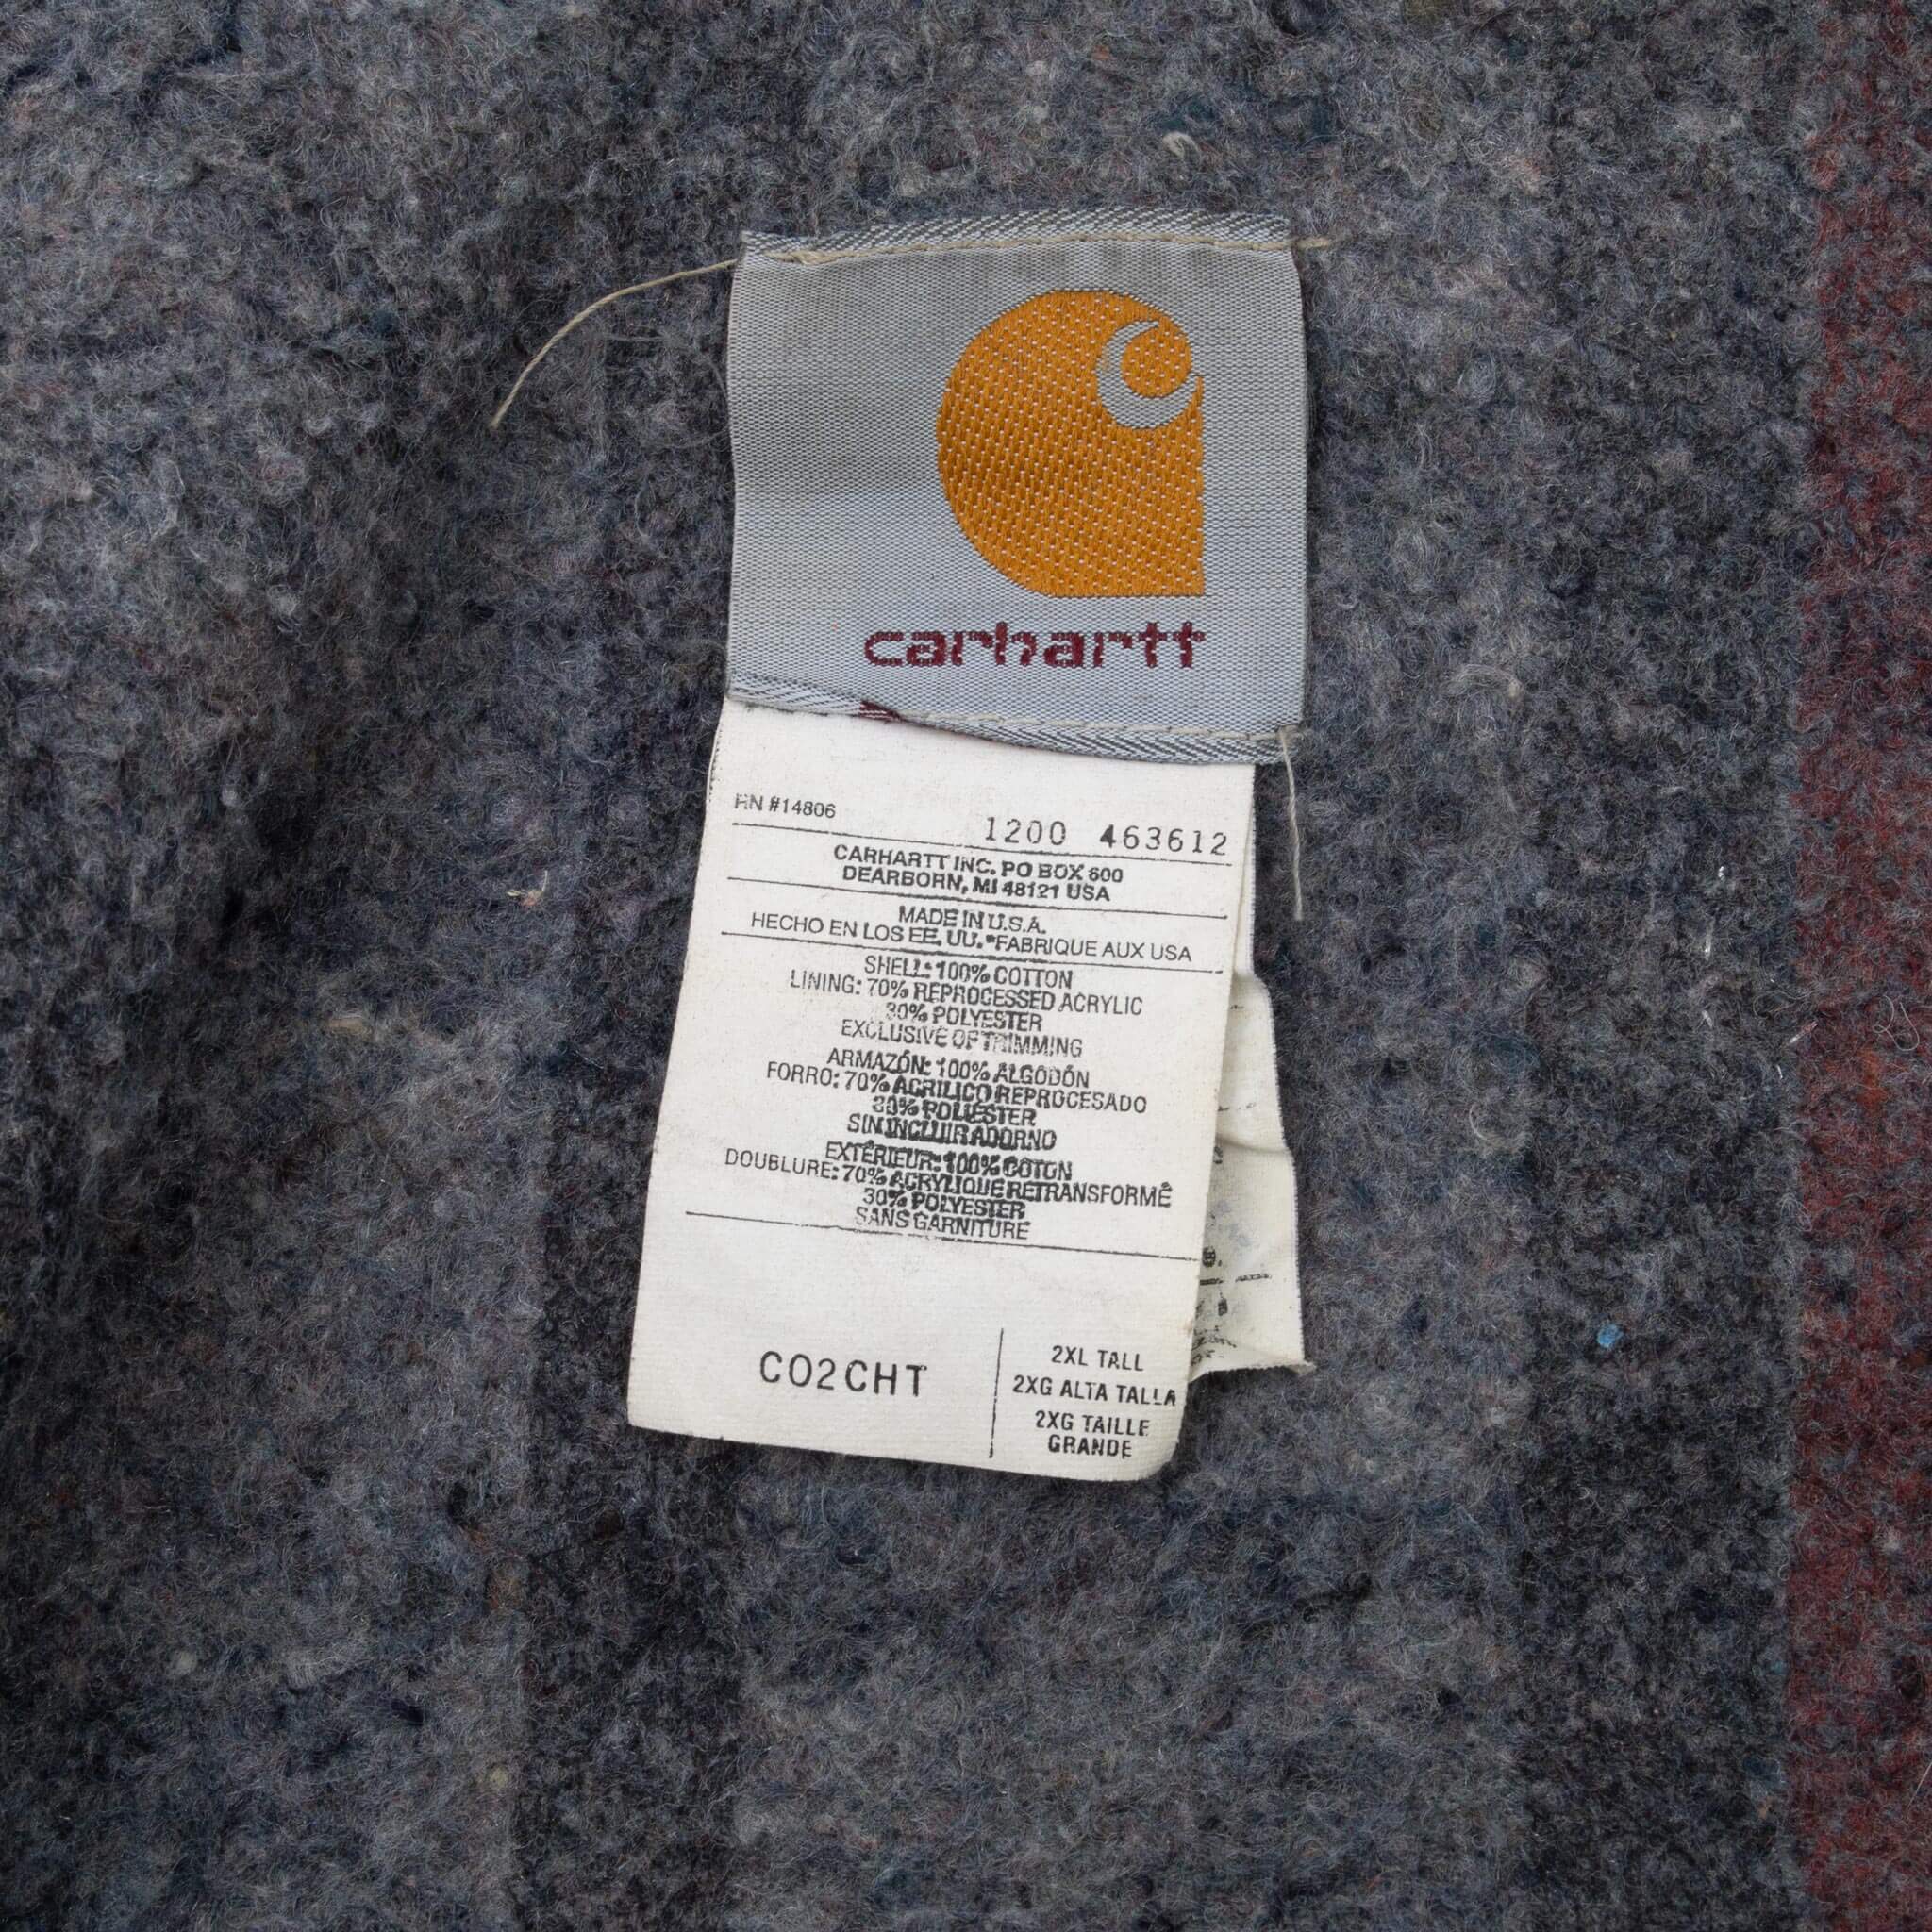 carhartt
RN #14806
1200 463612
CARHARTT INC. PO BOX 600
DEARBORN, MI 48121 USA
MADE IN U.S.A.
HECHO EN LOS EE. UU. *FABRIQUE AUX USA
SHELL: 100% COTTON
LINING: 70% REPROCESSED ACRYLIC
30% POLYESTER
EXCLUSIVE OF TRIMMING
ARMAZÓN: 100% ALGODÓN
FORRO: 70% ACRILICO REPROCESADO
30% POLIÉSTER
SIN INCLUIR ADORNO
EXTÉRIEUR: 100% COTON
DOUBLURE: 70% ACRYLIQUE RETRANSFORMÉ
30% POLYESTER
SANS GARNITURE
CO2CHT
2XL TALL
2XG ALTA TALLA
2XG TAILLE
GRANDE